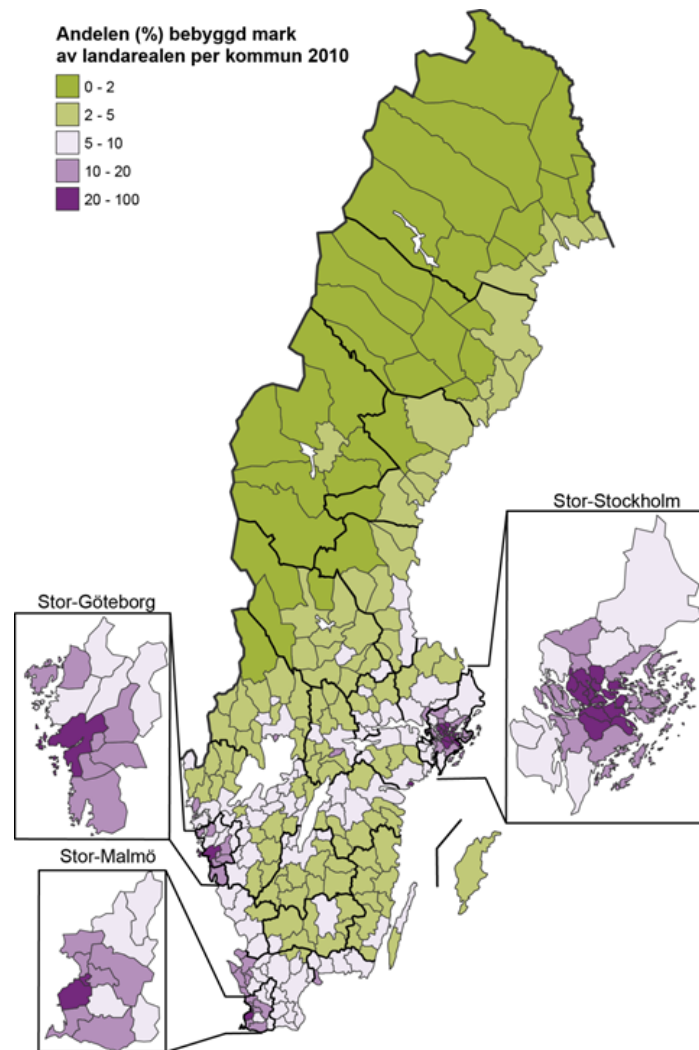 Andelen (%) bebyggd mark
av landarealen per kommun 2010
0 - 2
2 - 5
5 - 10
10 - 20
20 - 100
Stor-Stockholm
Stor-Göteborg
Stor-Malmö